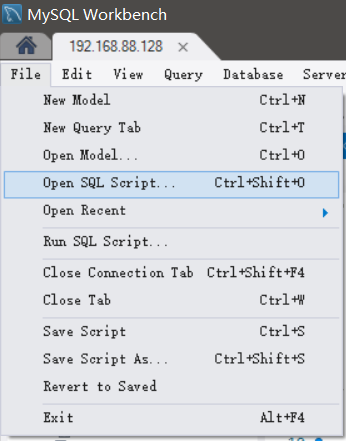 MySQL Workbench
192.168.88.128
File Edit View Query Database Server
New Model Ctrl+N
New Query Tab Ctrl+T
Open Model... Ctrl+O
Open SQL Script... Ctrl+Shift+O
Open Recent
Run SQL Script...
Close Connection Tab Ctrl+Shift+F4
Close Tab Ctrl+W
Save Script Ctrl+S
Save Script As... Ctrl+Shift+S
Revert to Saved
Exit Alt+F4